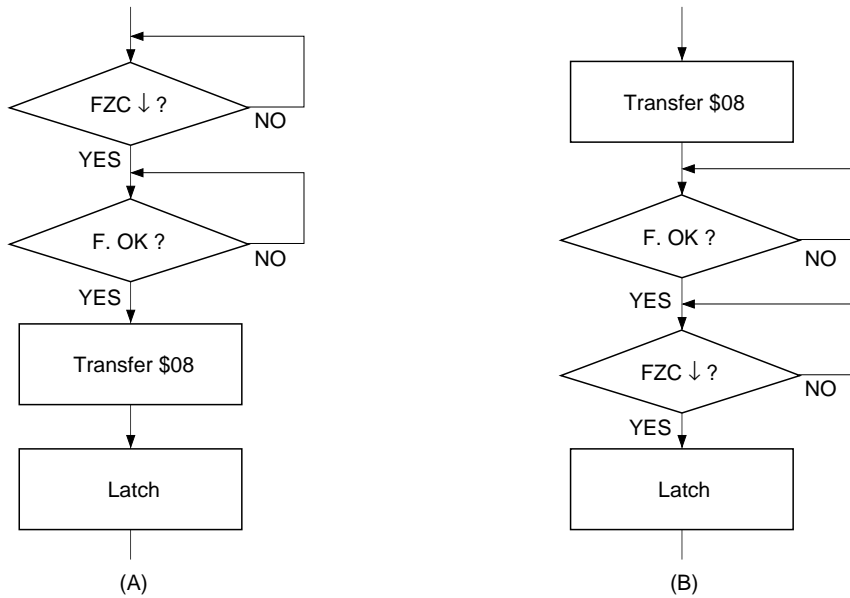 FZC ↓ ?
NO
YES
F. OK ?
NO
YES
Transfer $08
Latch
(A)
Transfer $08
F. OK ?
NO
YES
FZC ↓ ?
NO
YES
Latch
(B)